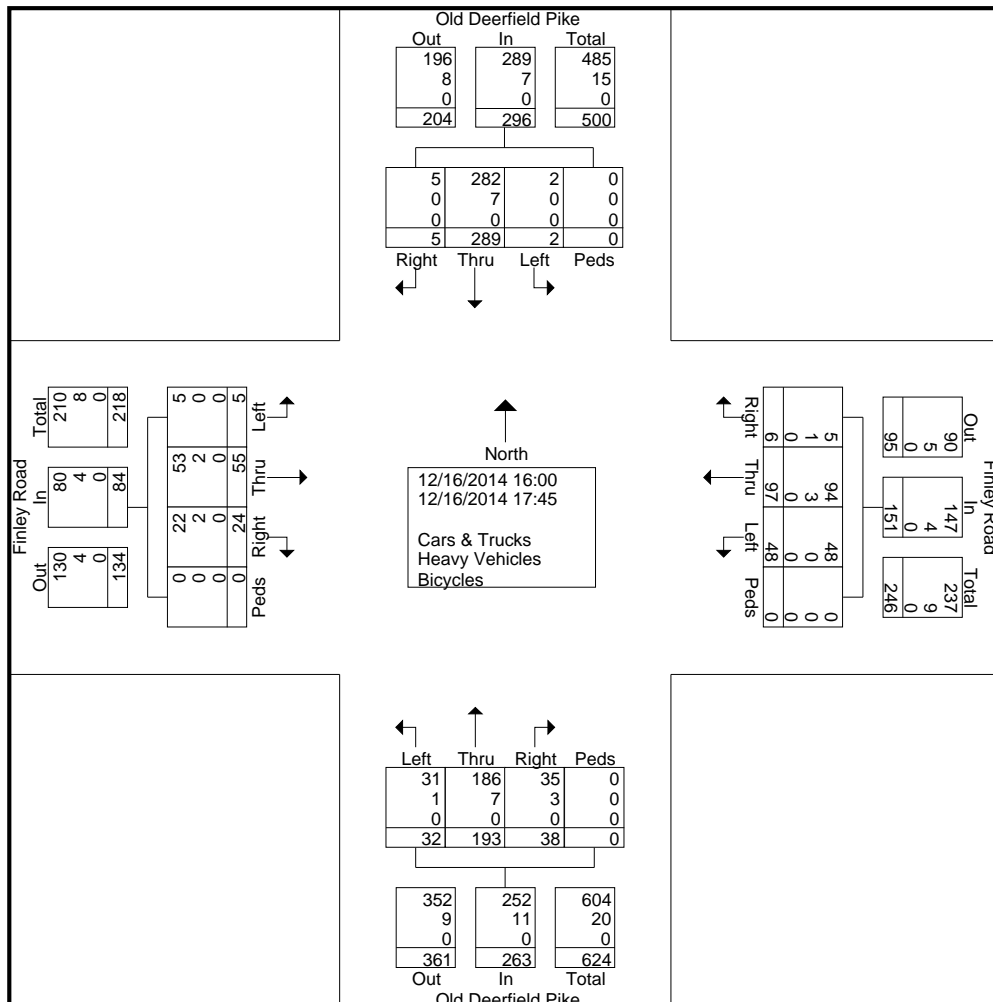 Old Deerfield Pike
Out In Total
196 289 485
8 7 15
0 0 0
204 296 500
5 282 2 0
0 7 0 0
0 0 0 0
5 289 2 0
Right Thru Left Peds
Finley Road
Total In Out
210 80 130
8 4 4
0 0 0
218 84 134
5 53 22 0
0 2 2 0
0 0 0 0
5 55 24 0
Left Thru Right Peds
North
12/16/2014 16:00
12/16/2014 17:45
Cars & Trucks
Heavy Vehicles
Bicycles
Right Thru Left Peds
5 94 48 0
1 3 0 0
0 0 0 0
6 97 48 0
Finley Road
Out In Total
90 147 237
5 4 9
0 0 0
95 151 246
Left Thru Right Peds
31 186 35 0
1 7 3 0
0 0 0 0
32 193 38 0
352 252 604
9 11 20
0 0 0
361 263 624
Out In Total
Old Deerfield Pike